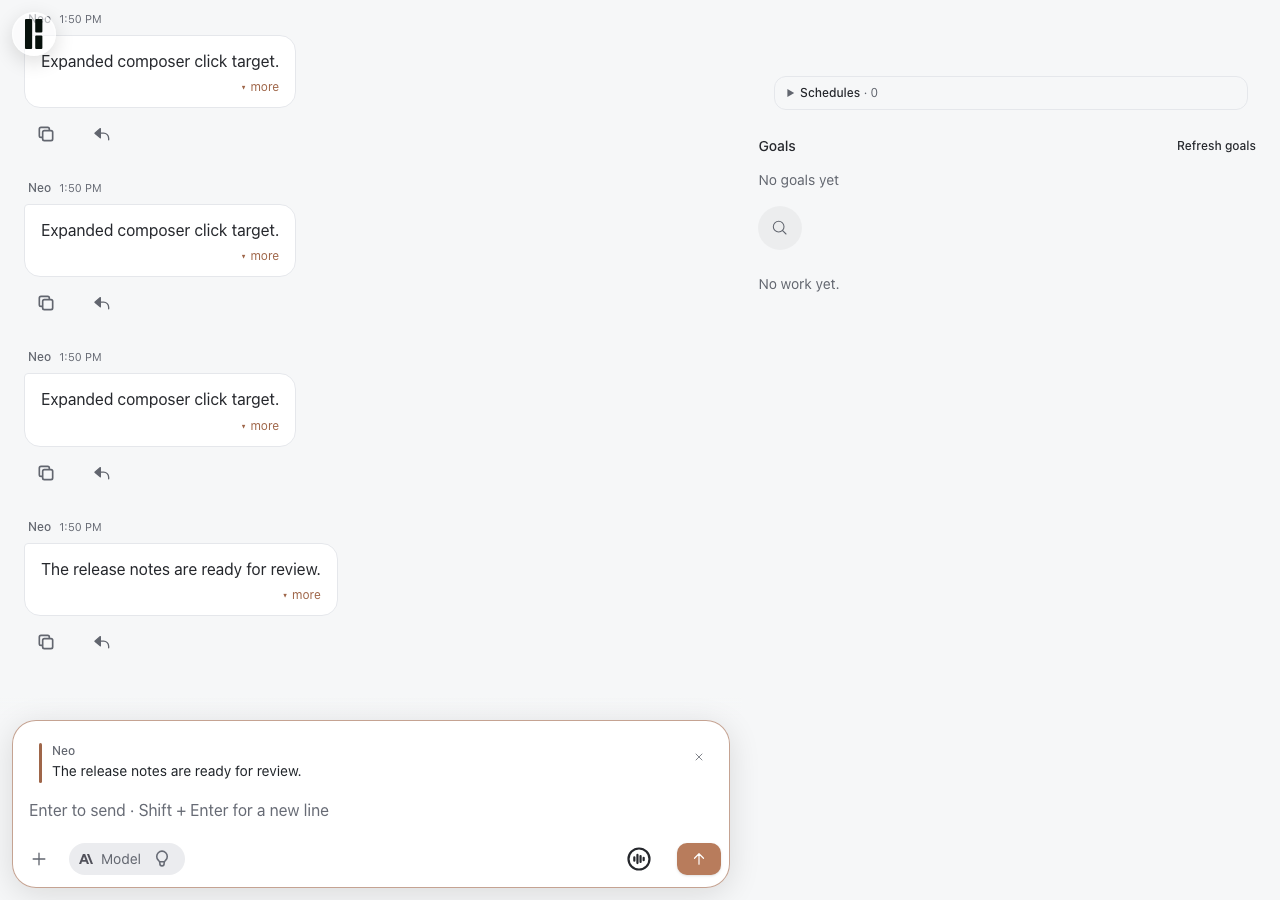 Neo 1:50 PM
Expanded composer click target.
▾ more
Neo 1:50 PM
Expanded composer click target.
▾ more
Neo 1:50 PM
Expanded composer click target.
▾ more
Neo 1:50 PM
The release notes are ready for review.
▾ more
Neo
The release notes are ready for review.
Enter to send · Shift + Enter for a new line
Model
▶ Schedules · 0
Goals
Refresh goals
No goals yet
No work yet.